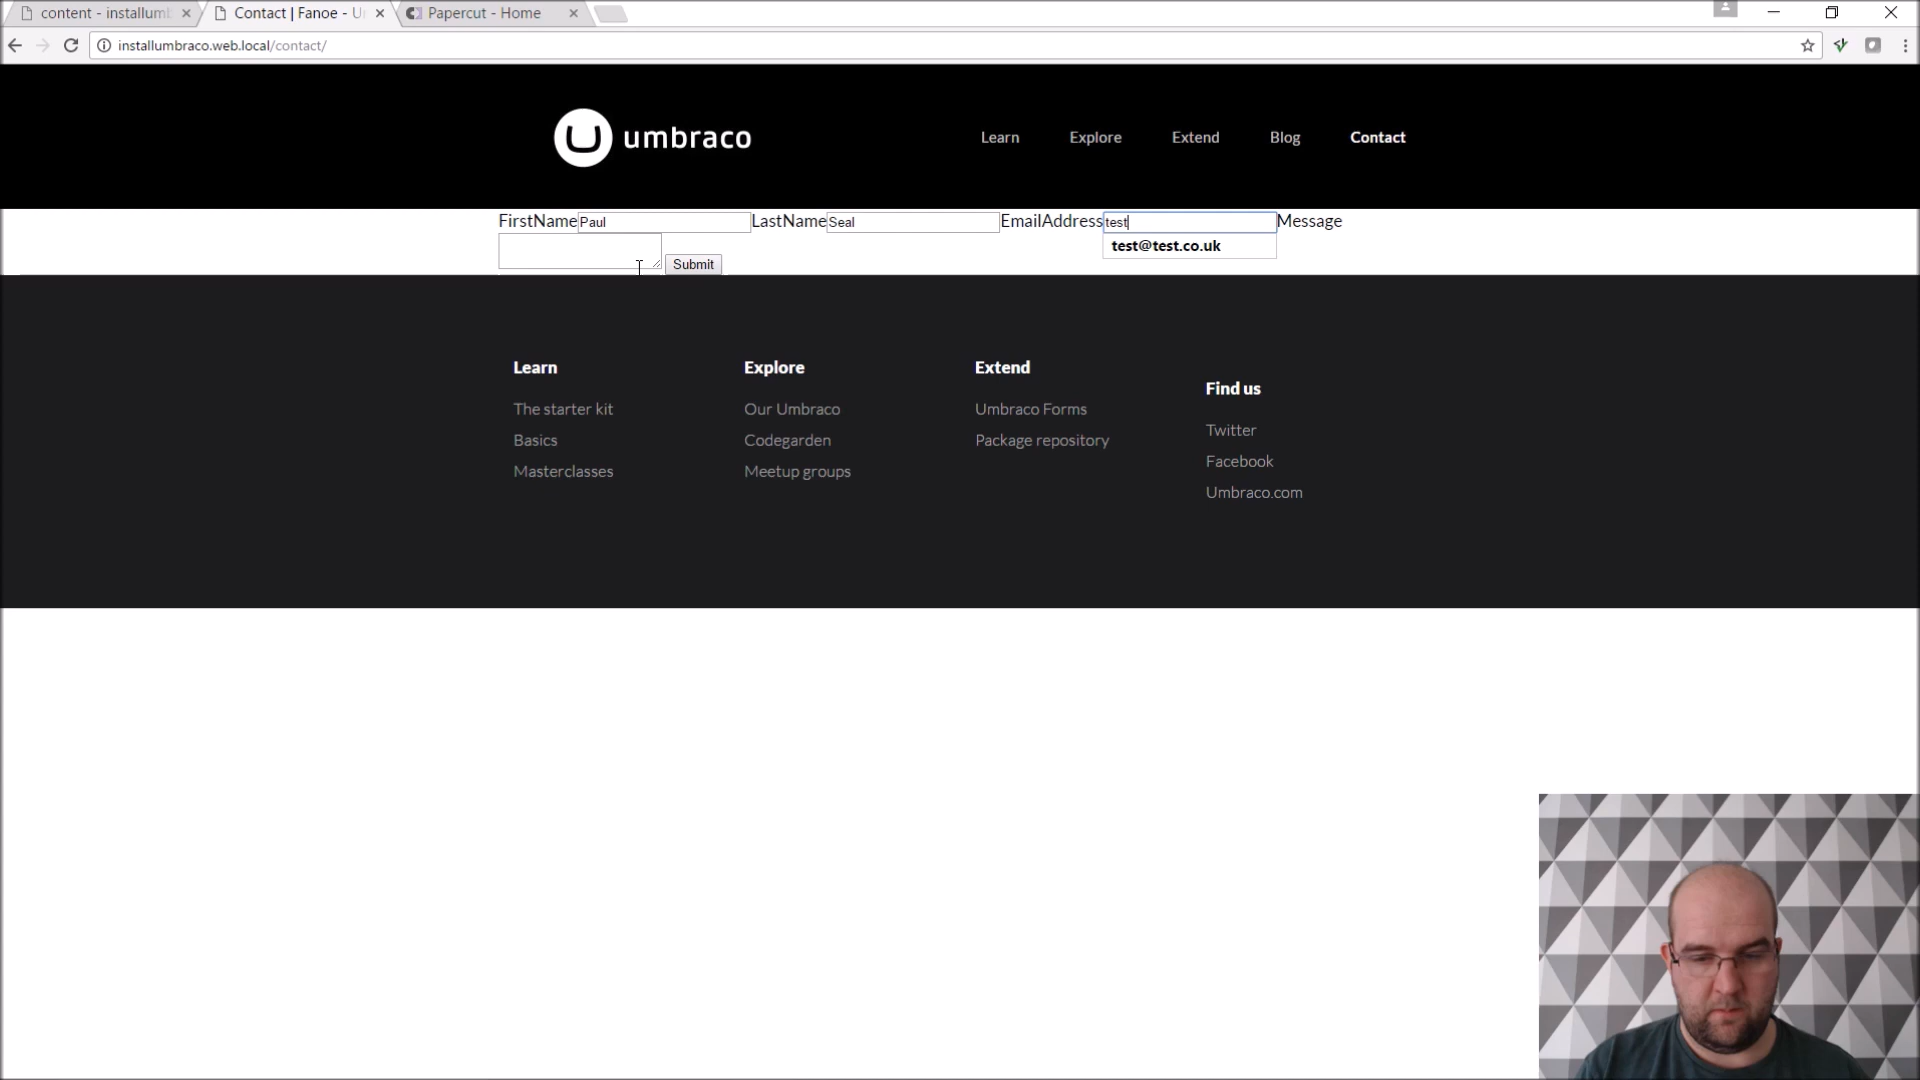 content - installumb
Contact | Fanoe - U
Papercut - Home
installumbraco.web.local/contact/
umbraco
Learn
Explore
Extend
Blog
Contact
FirstName Paul LastName Seal EmailAddress test Message
test@test.co.uk
Submit
Learn
The starter kit
Basics
Masterclasses
Explore
Our Umbraco
Codegarden
Meetup groups
Extend
Umbraco Forms
Package repository
Find us
Twitter
Facebook
Umbraco.com